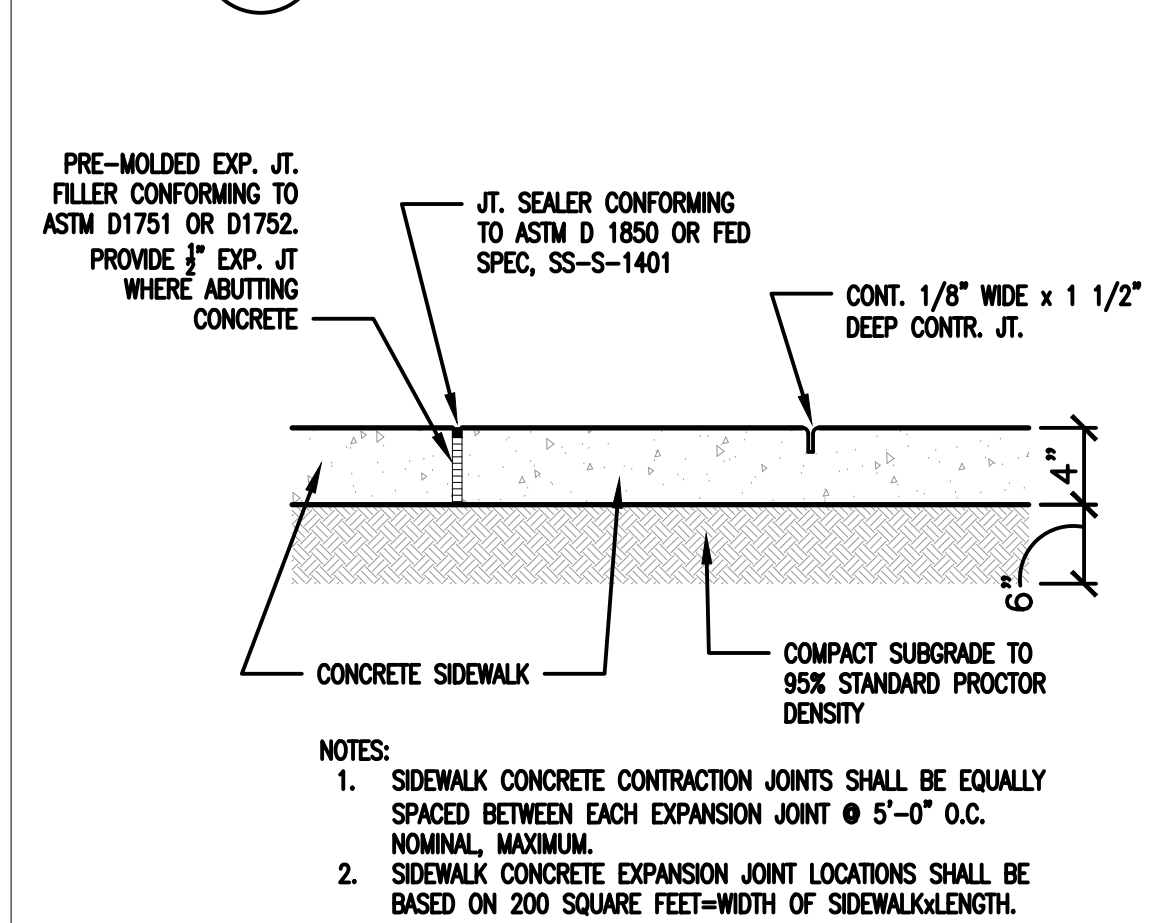 PRE-MOLDED EXP. JT.
FILLER CONFORMING TO
ASTM D1751 OR D1752.
PROVIDE ½" EXP. JT
WHERE ABUTTING
CONCRETE
JT. SEALER CONFORMING
TO ASTM D 1850 OR FED
SPEC, SS-S-1401
CONT. 1/8" WIDE x 1 1/2"
DEEP CONTR. JT.
4"
6"
CONCRETE SIDEWALK
COMPACT SUBGRADE TO
95% STANDARD PROCTOR
DENSITY
NOTES:
1. SIDEWALK CONCRETE CONTRACTION JOINTS SHALL BE EQUALLY
SPACED BETWEEN EACH EXPANSION JOINT @ 5'-0" O.C.
NOMINAL, MAXIMUM.
2. SIDEWALK CONCRETE EXPANSION JOINT LOCATIONS SHALL BE
BASED ON 200 SQUARE FEET=WIDTH OF SIDEWALKxLENGTH.